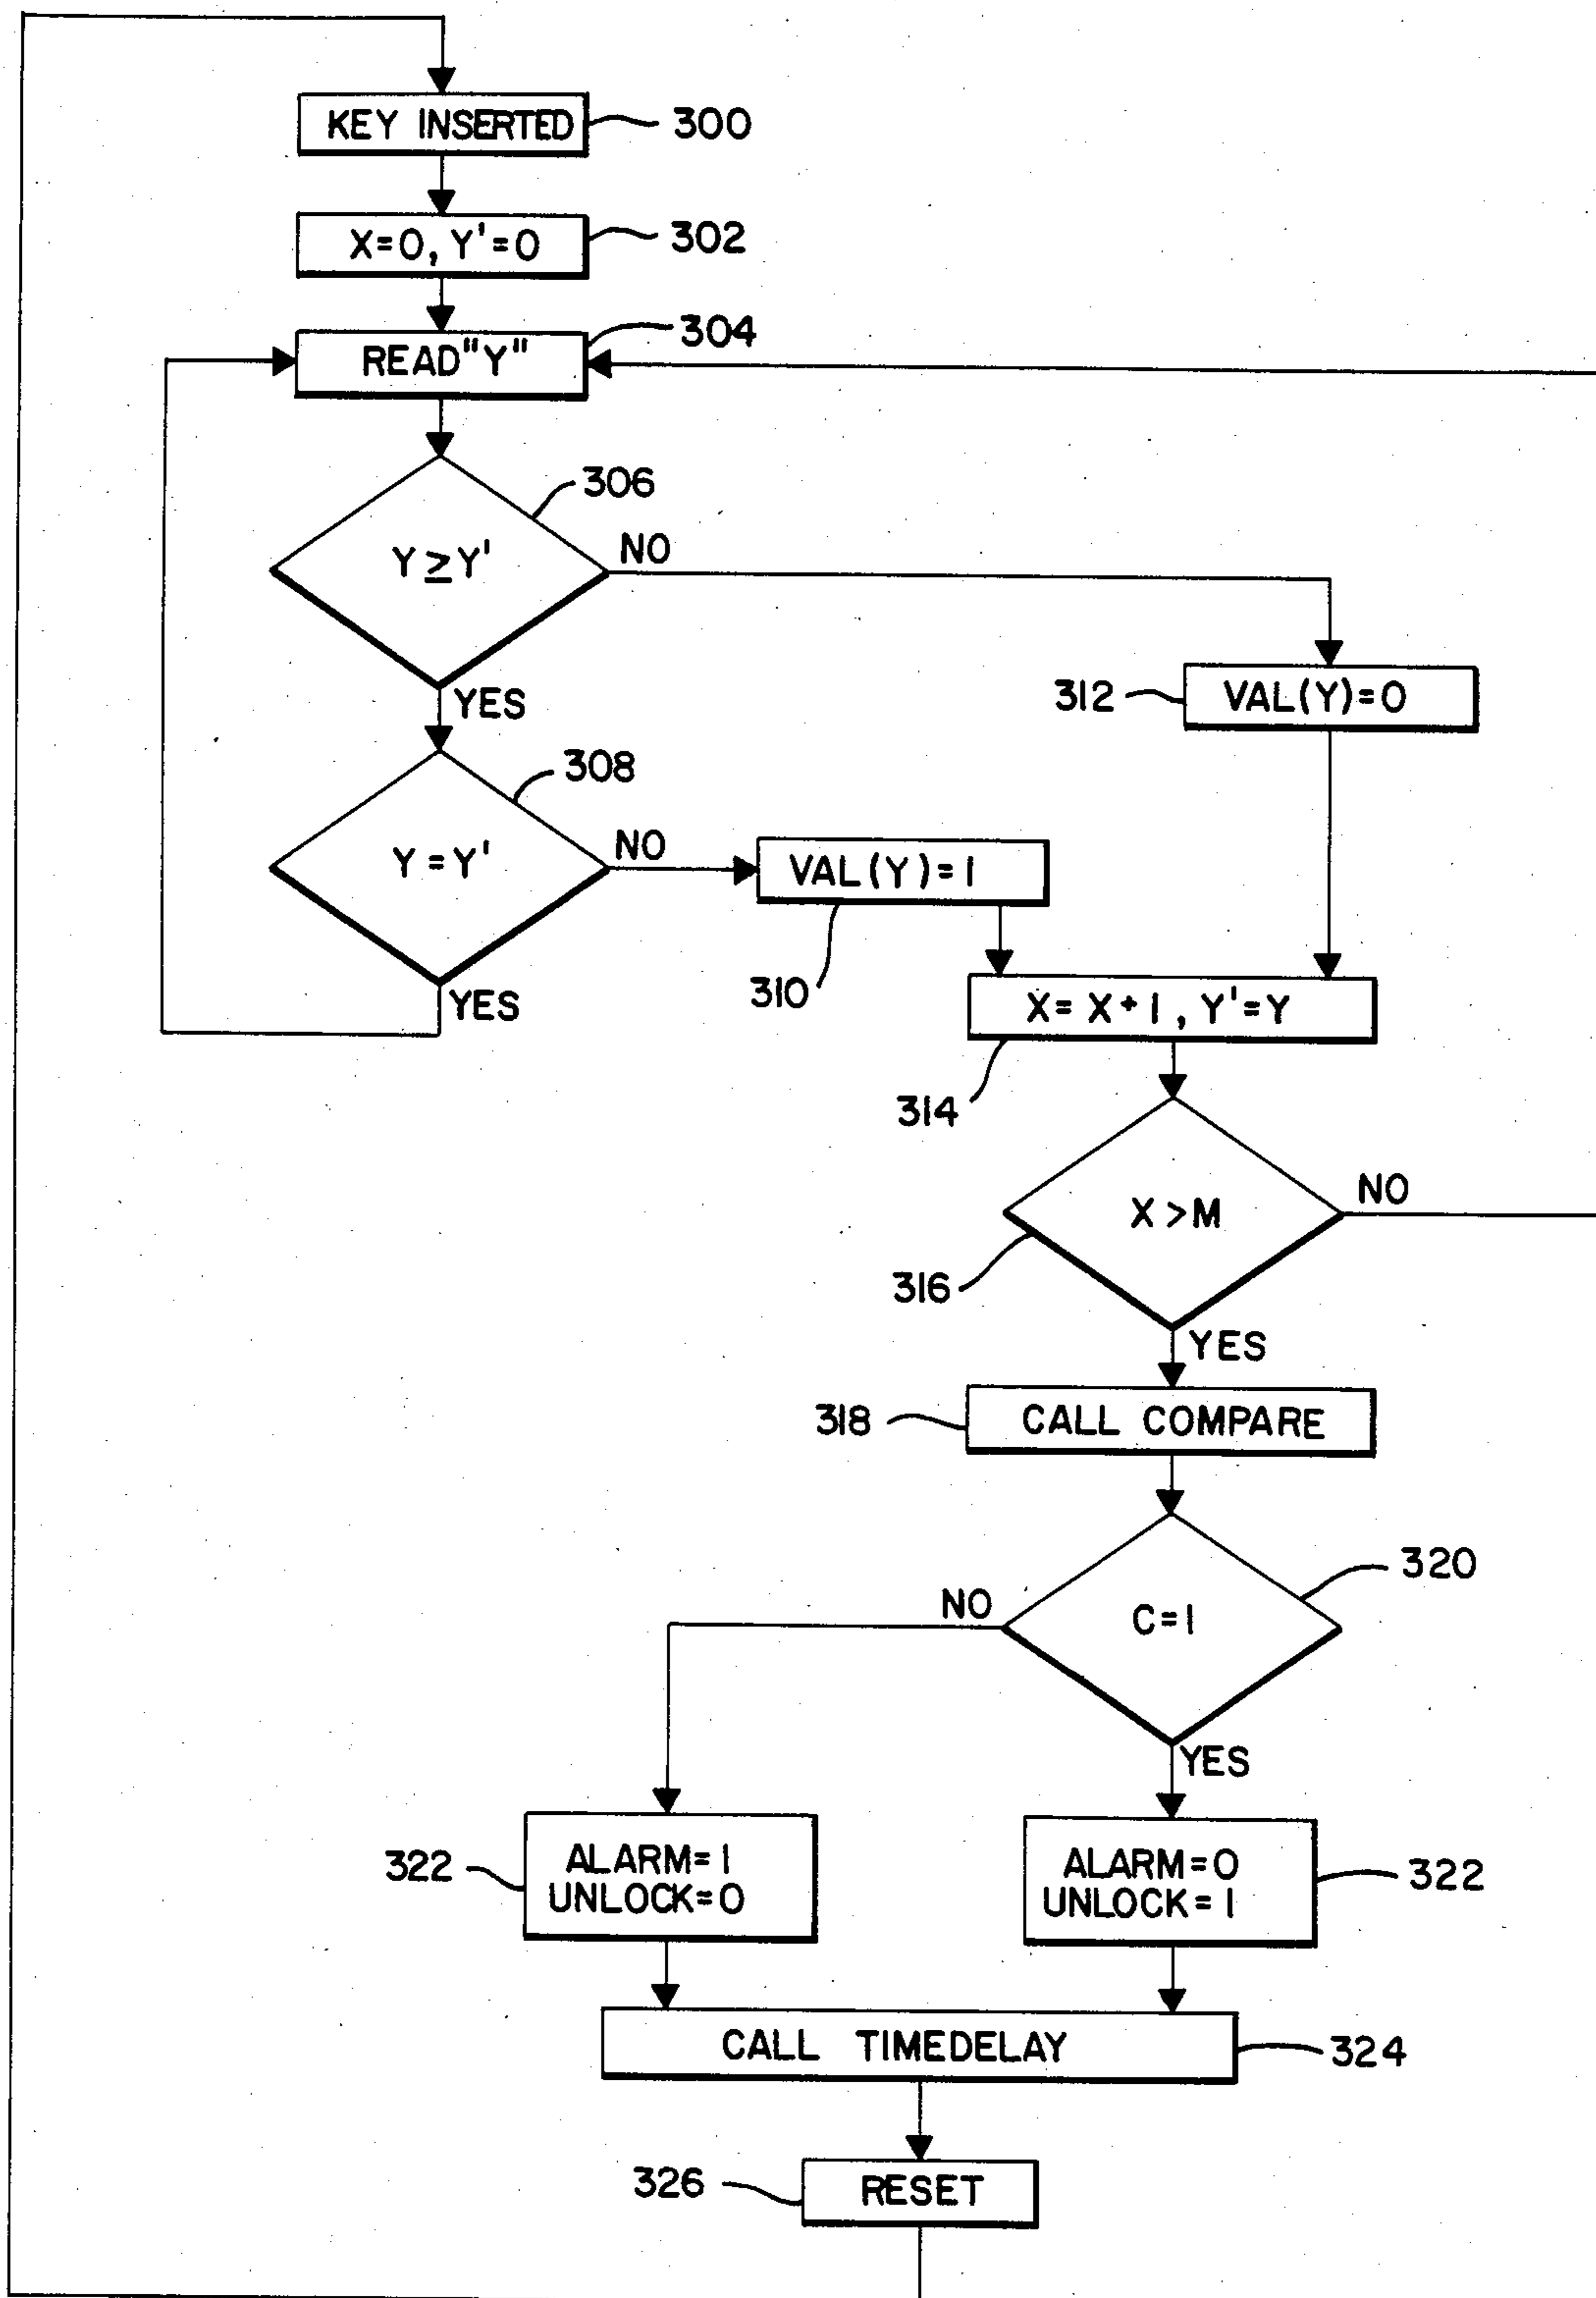 KEY INSERTED
300
X=0, Y'=0
302
READ"Y"
304
306
Y≥Y'
NO
YES
312
VAL(Y)=0
308
Y=Y'
NO
YES
VAL(Y)=1
310
X=X+1, Y'=Y
314
X>M
NO
316
YES
318
CALL COMPARE
320
NO
C=1
YES
322
ALARM=1
UNLOCK=0
ALARM=0
UNLOCK=1
322
CALL TIMEDELAY
324
326
RESET